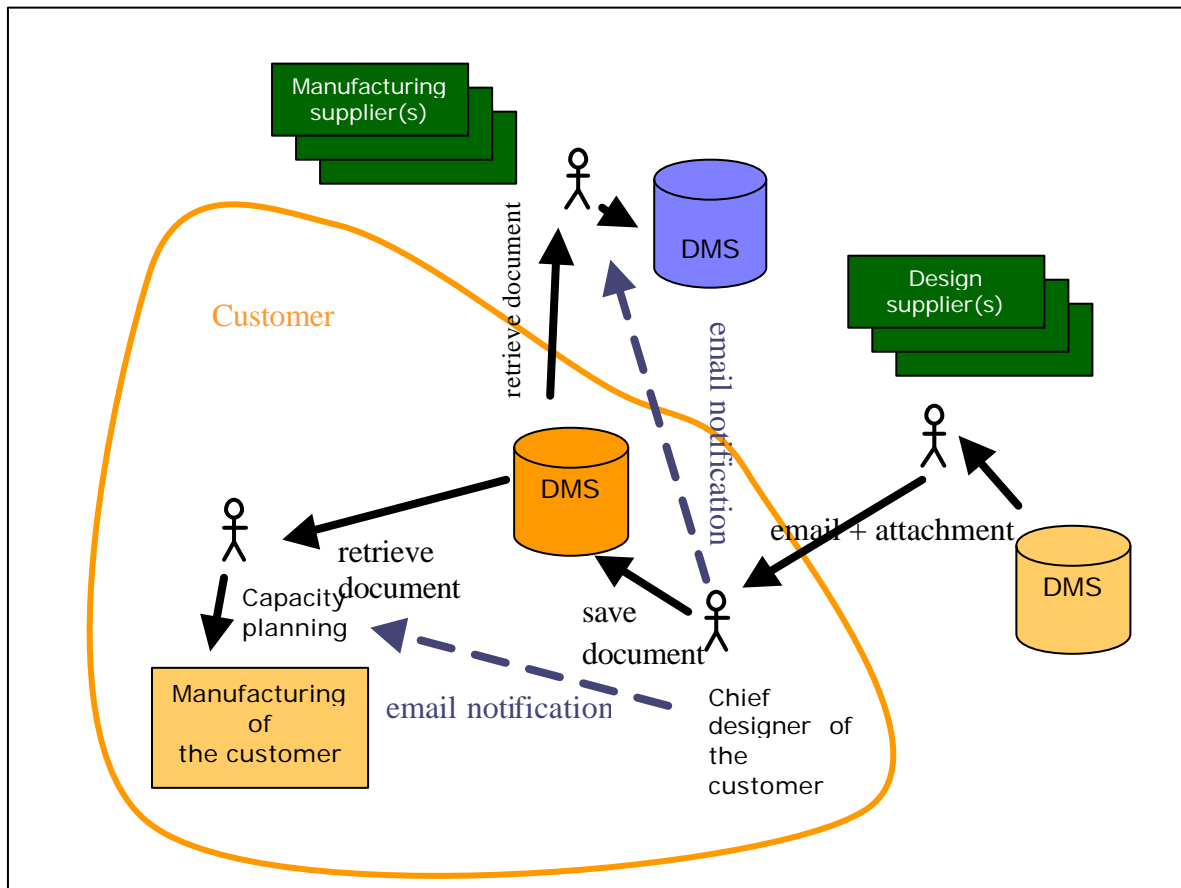 Manufacturing
supplier(s)
DMS
retrieve document
Design
supplier(s)
Customer
email notification
DMS
email + attachment
retrieve
document
DMS
Capacity
planning
save
document
Manufacturing
of
the customer
email notification
Chief
designer of
the
customer